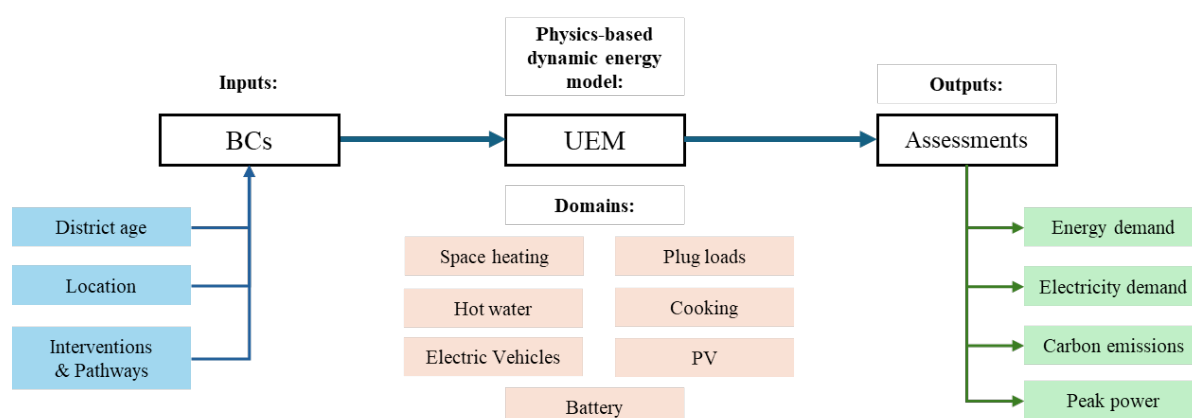 Physics-based
dynamic energy
model:
Inputs:
Outputs:
BCs
UEM
Assessments
Domains:
District age
Location
Interventions
& Pathways
Space heating
Plug loads
Hot water
Cooking
Electric Vehicles
PV
Battery
Energy demand
Electricity demand
Carbon emissions
Peak power